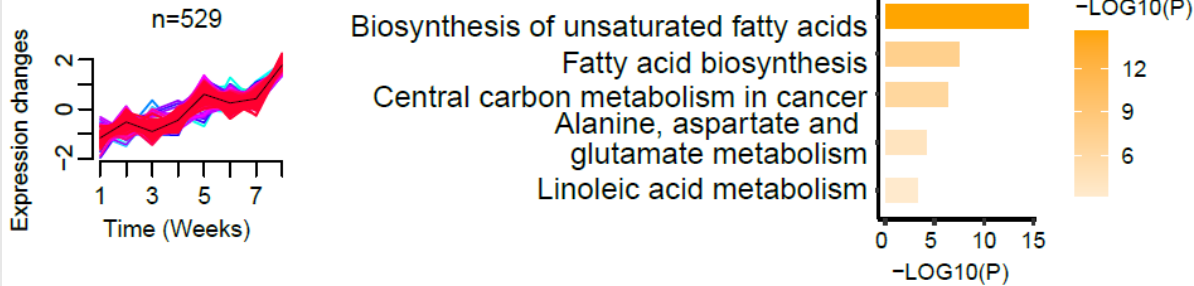 n=529
Expression changes
2
0
−2
1 3 5 7
Time (Weeks)
Biosynthesis of unsaturated fatty acids
Fatty acid biosynthesis
Central carbon metabolism in cancer
Alanine, aspartate and
glutamate metabolism
Linoleic acid metabolism
0 5 10 15
−LOG10(P)
−LOG10(P)
12
9
6